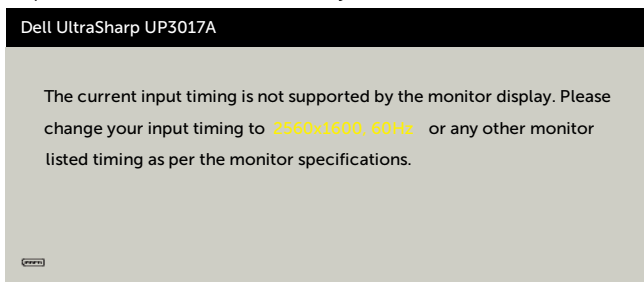 Dell UltraSharp UP3017A
The current input timing is not supported by the monitor display. Please
change your input timing to 2560x1600, 60Hz or any other monitor
listed timing as per the monitor specifications.